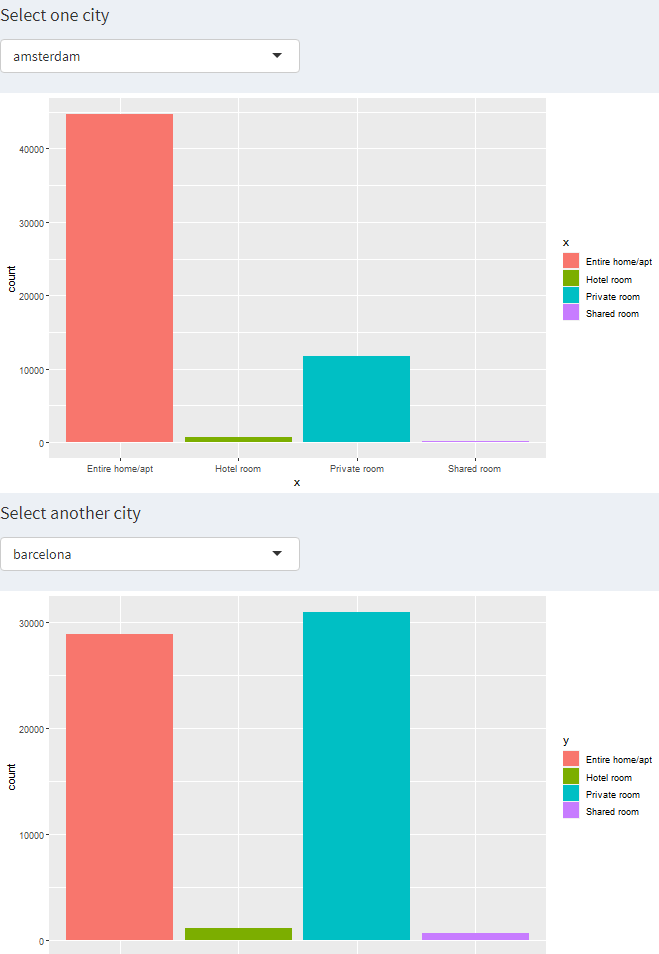 Select one city
amsterdam
40000
30000
20000
10000
0
count
Entire home/apt
Hotel room
Private room
Shared room
x
x
Entire home/apt
Hotel room
Private room
Shared room
Select another city
barcelona
30000
20000
10000
0
count
y
Entire home/apt
Hotel room
Private room
Shared room